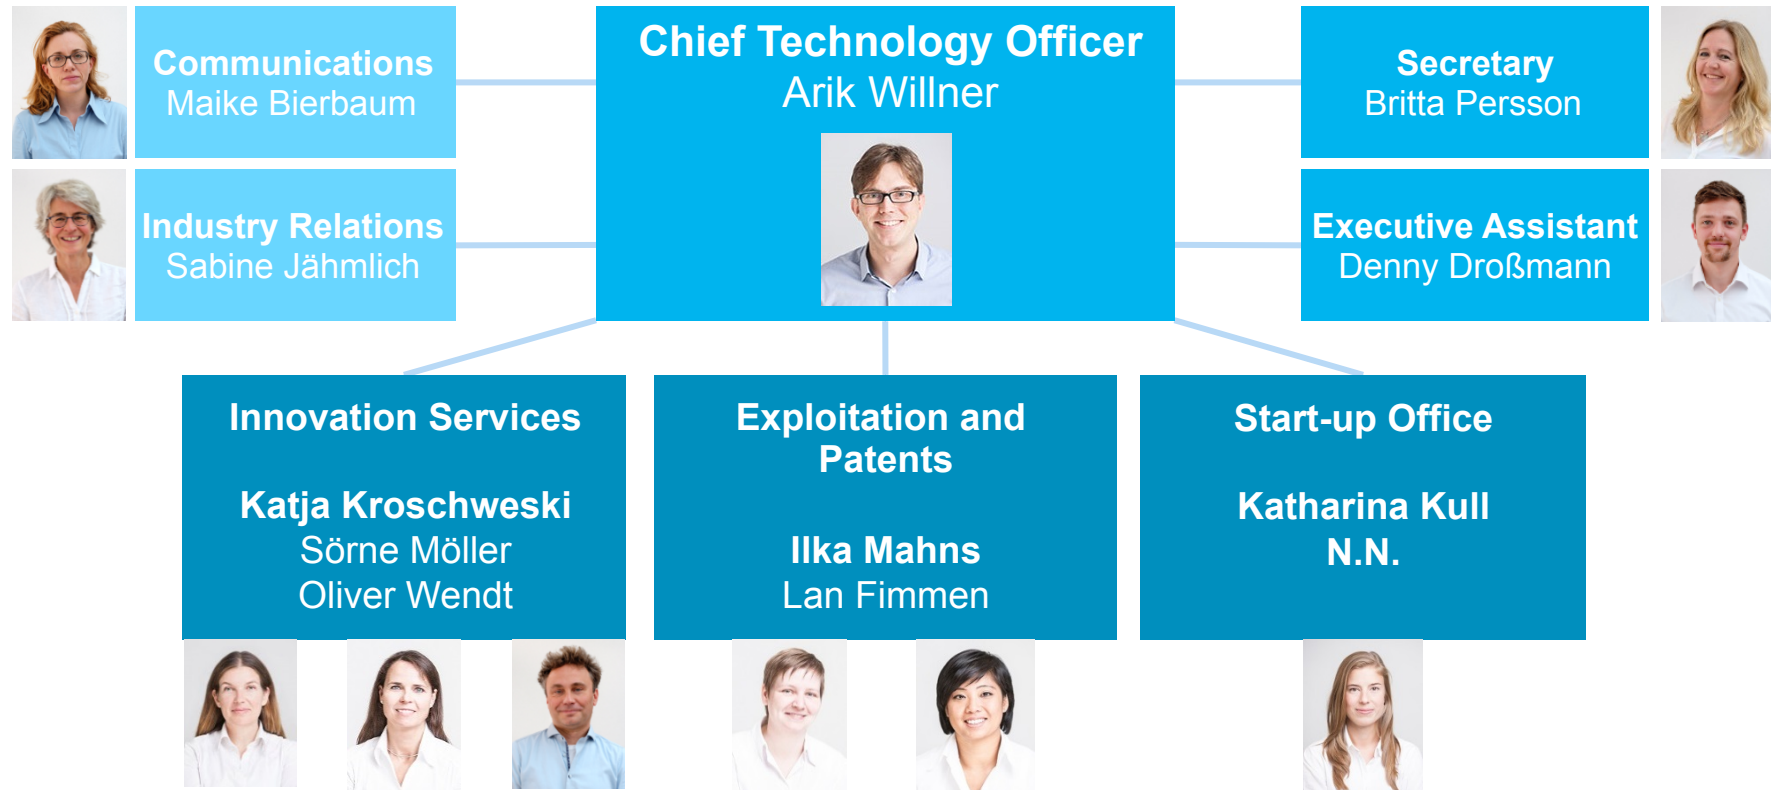 Communications
Maike Bierbaum
Chief Technology Officer
Arik Willner
Secretary
Britta Persson
Industry Relations
Sabine Jähmlich
Executive Assistant
Denny Droßmann
Innovation Services
Katja Kroschweski
Sörne Möller
Oliver Wendt
Exploitation and
Patents
Ilka Mahns
Lan Fimmen
Start-up Office
Katharina Kull
N.N.